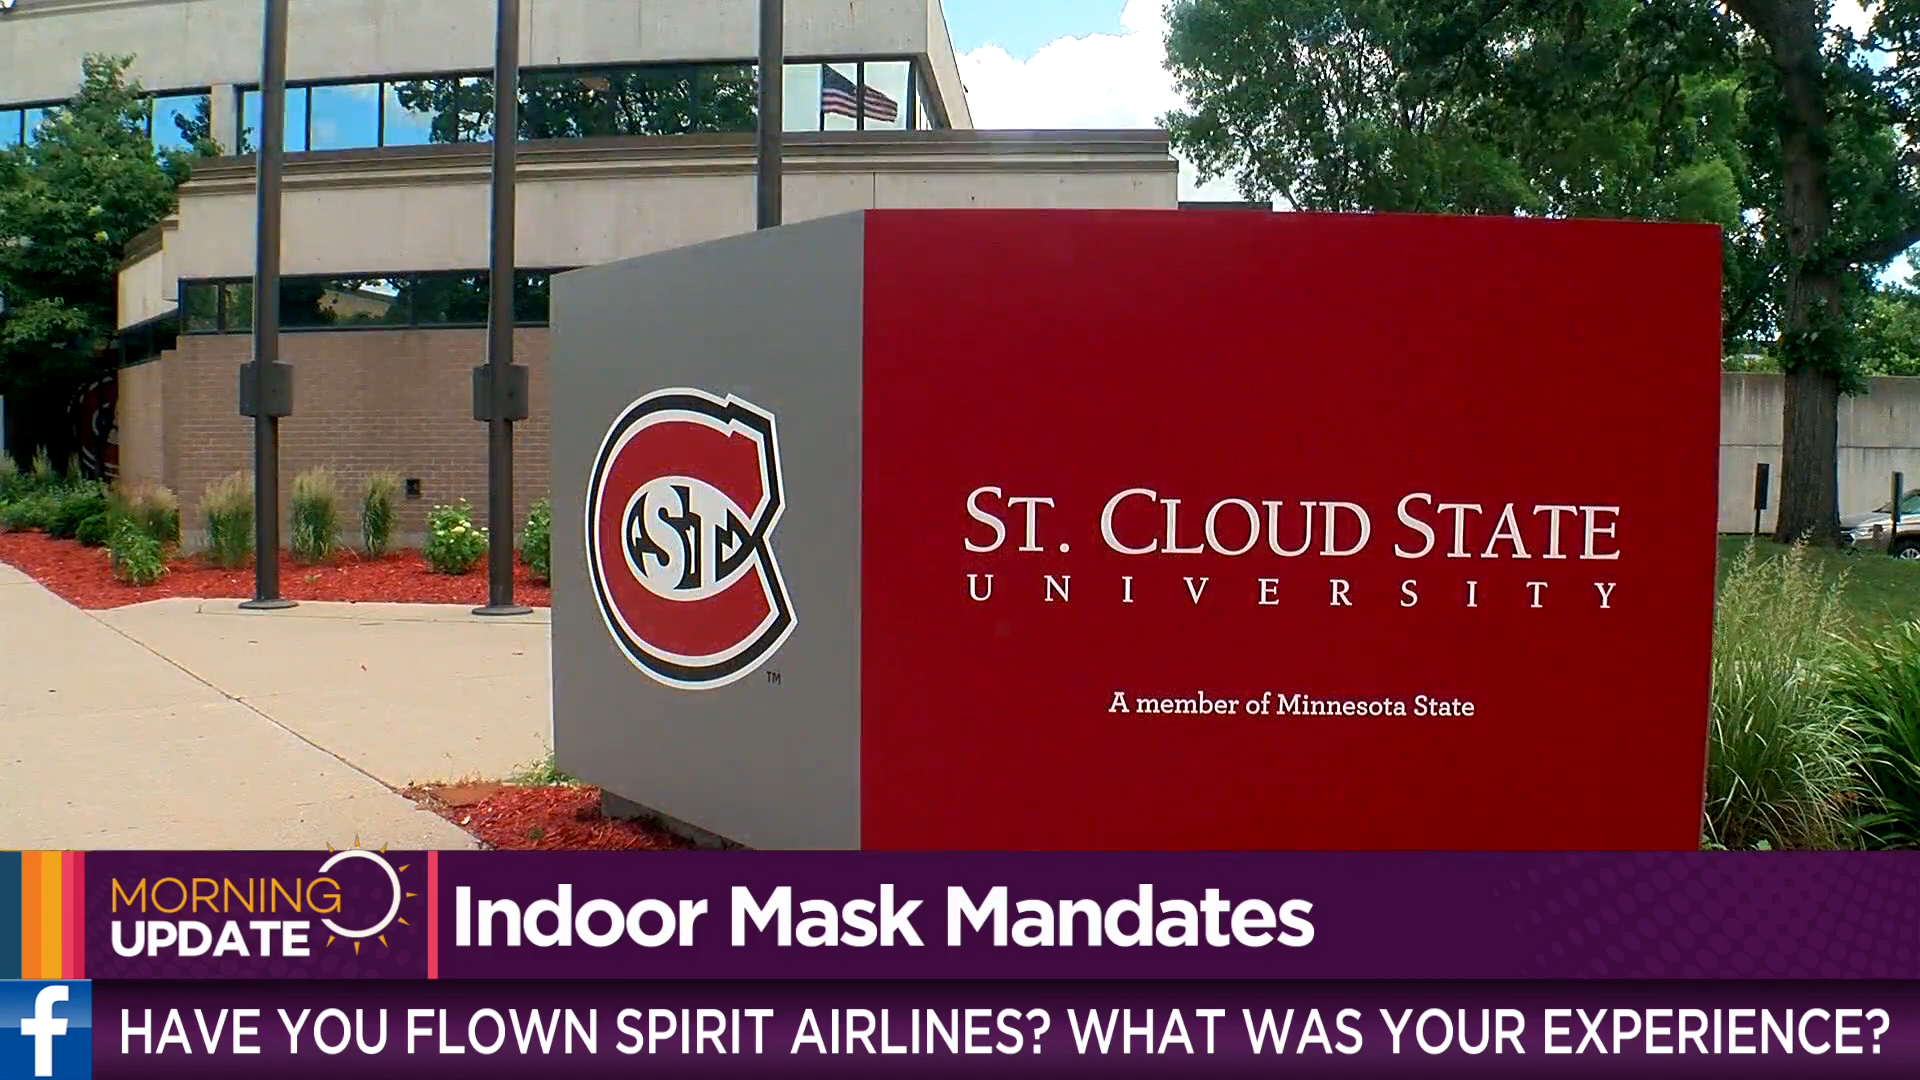 STATE
TM
ST. CLOUD STATE
UNIVERSITY
A member of Minnesota State
MORNING
UPDATE
Indoor Mask Mandates
f
HAVE YOU FLOWN SPIRIT AIRLINES? WHAT WAS YOUR EXPERIENCE?